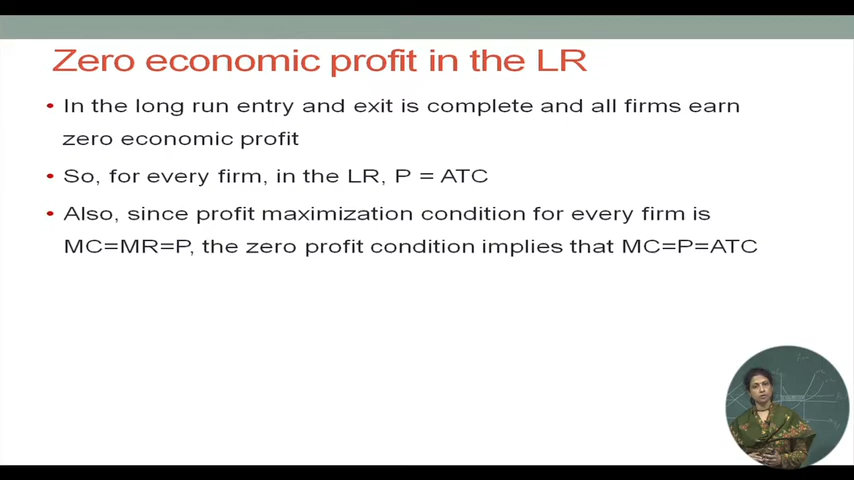 Zero economic profit in the LR
• In the long run entry and exit is complete and all firms earn
zero economic profit
• So, for every firm, in the LR, P = ATC
• Also, since profit maximization condition for every firm is
MC=MR=P, the zero profit condition implies that MC=P=ATC